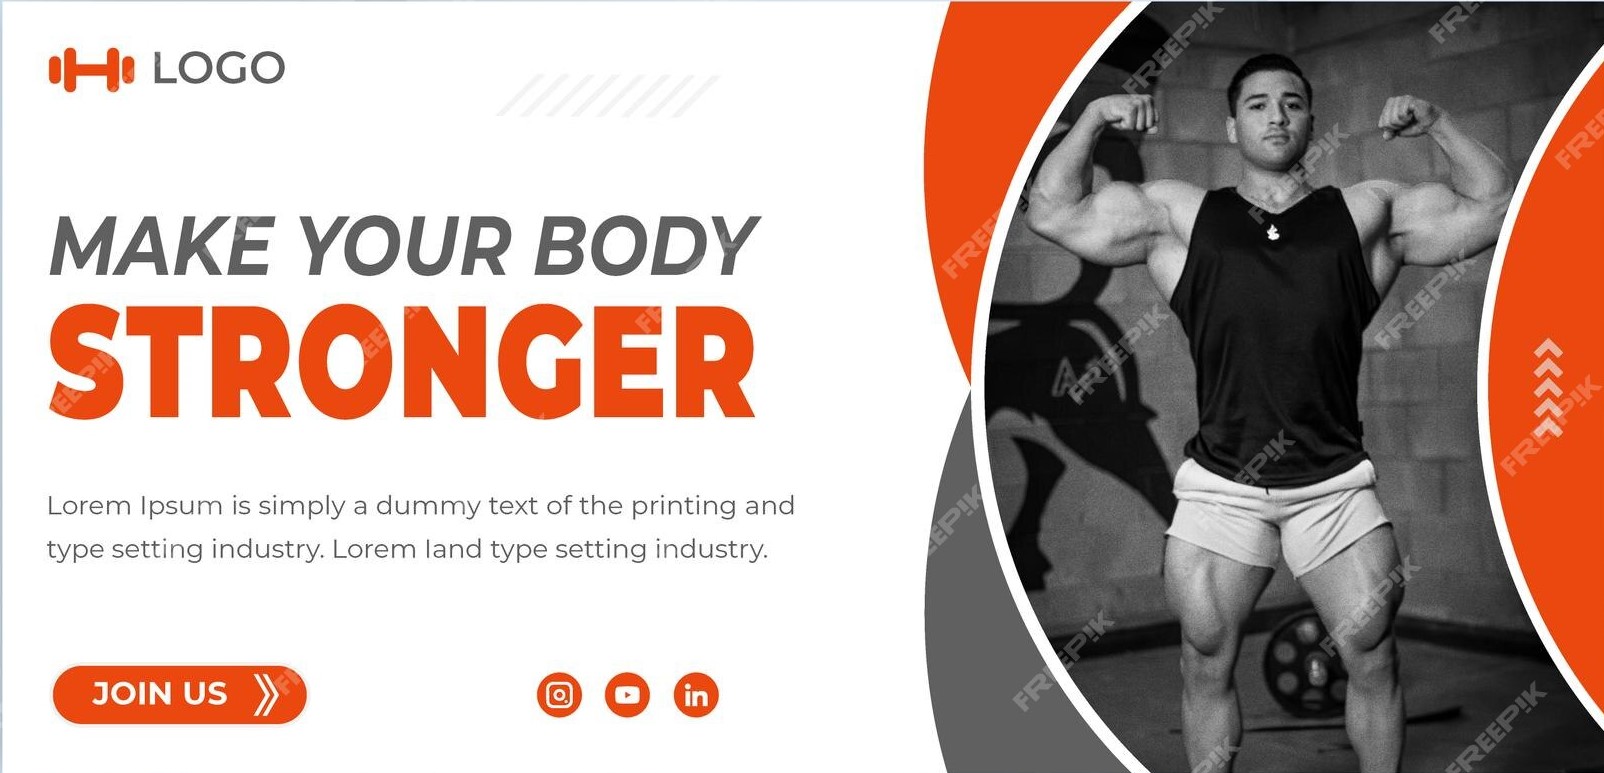 LOGO
MAKE YOUR BODY
STRONGER
Lorem Ipsum is simply a dummy text of the printing and
type setting industry. Lorem land type setting industry.
JOIN US
in
FREEPIK